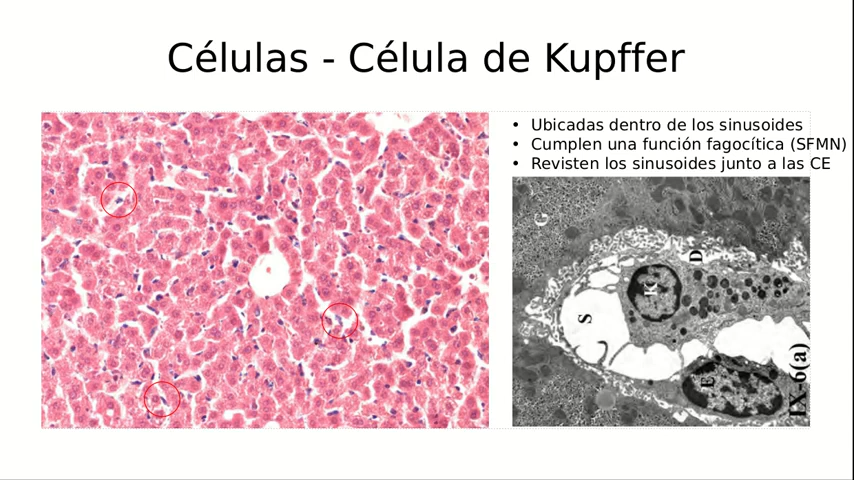 Células - Célula de Kupffer
• Ubicadas dentro de los sinusoides
• Cumplen una función fagocítica (SFMN)
• Revisten los sinusoides junto a las CE
G
D
K
S
E
IX-6(a)